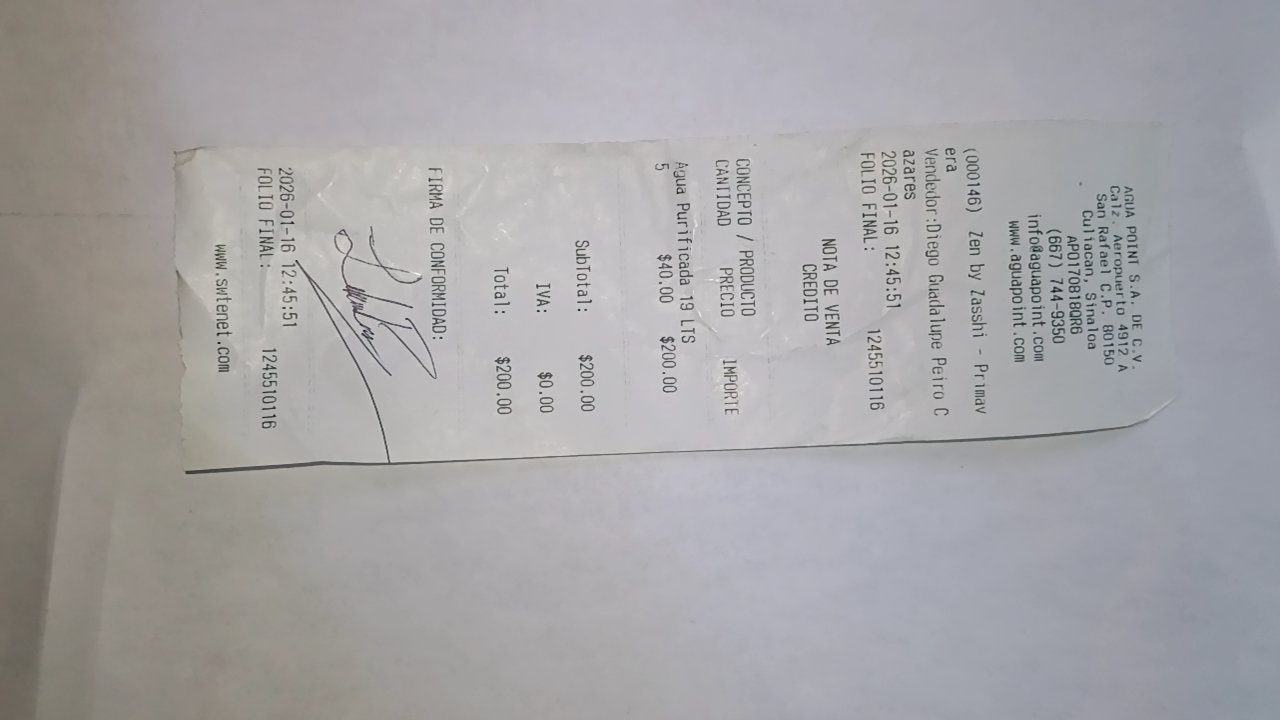 AGUA POINT S.A. DE C.V.
Calz. Aeropuerto 4912 A
San Rafael C.P. 80150
Culiacan, Sinaloa
APO170818QR6
(667) 744-9350
info@aguapoint.com
www.aguapoint.com
(000146) Zen by Zasshi - Primav
era
Vendedor:Diego Guadalupe Peiro C
azares
2026-01-16 12:45:51
FOLIO FINAL: 1245510116
NOTA DE VENTA
CREDITO
CONCEPTO / PRODUCTO
CANTIDAD PRECIO IMPORTE
Agua Purificada 19 LTS
5 $40.00 $200.00
SubTotal: $200.00
IVA: $0.00
Total: $200.00
FIRMA DE CONFORMIDAD:
2026-01-16 12:45:51
FOLIO FINAL: 1245510116
www.swtenet.com